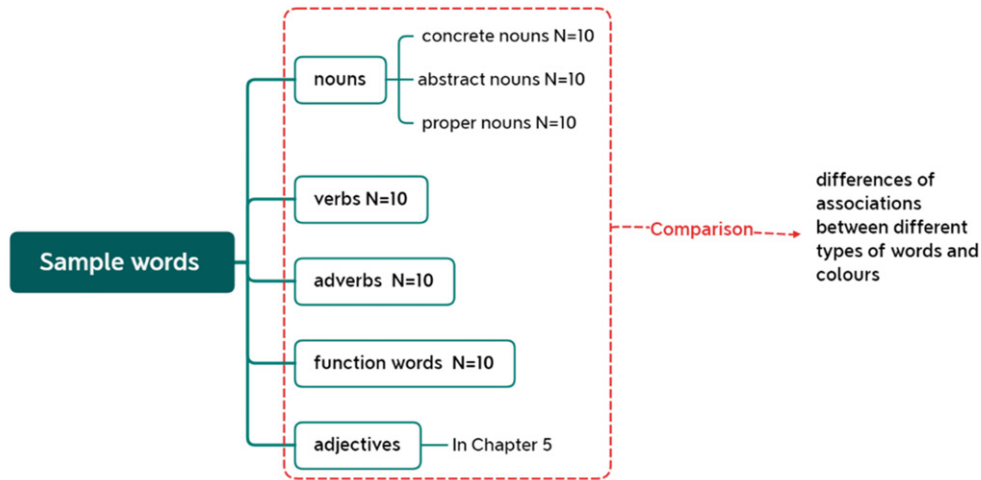 Sample words
nouns
concrete nouns N=10
abstract nouns N=10
proper nouns N=10
verbs N=10
adverbs N=10
function words N=10
adjectives
In Chapter 5
Comparison
differences of
associations
between different
types of words and
colours